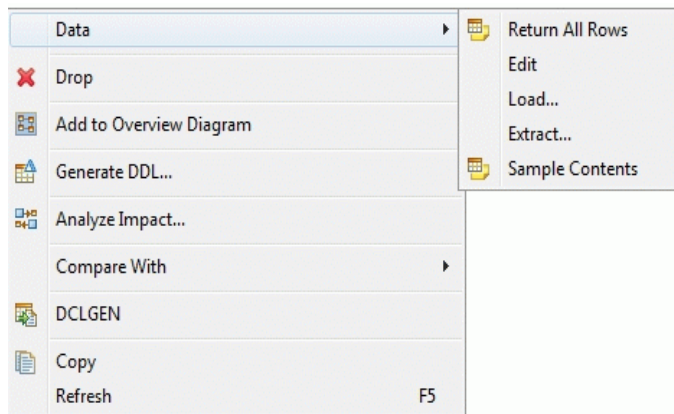 Data
Return All Rows
Edit
Load...
Extract...
Sample Contents
Drop
Add to Overview Diagram
Generate DDL...
Analyze Impact...
Compare With
DCLGEN
Copy
Refresh F5